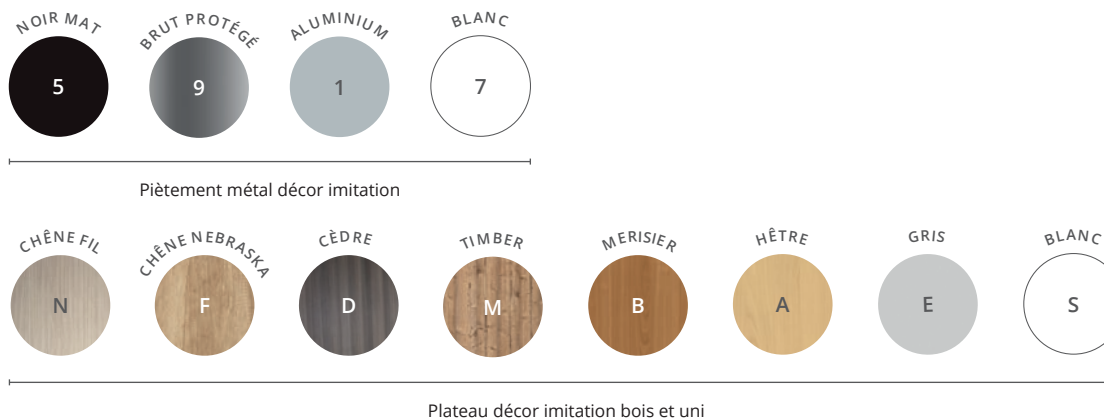 NOIR MAT
BRUT PROTÉGÉ
ALUMINIUM
BLANC
5
9
1
7
Piètement métal décor imitation
CHÊNE FIL
CHÊNE NEBRASKA
CÈDRE
TIMBER
MERISIER
HÊTRE
GRIS
BLANC
N
F
D
M
B
A
E
S
Plateau décor imitation bois et uni